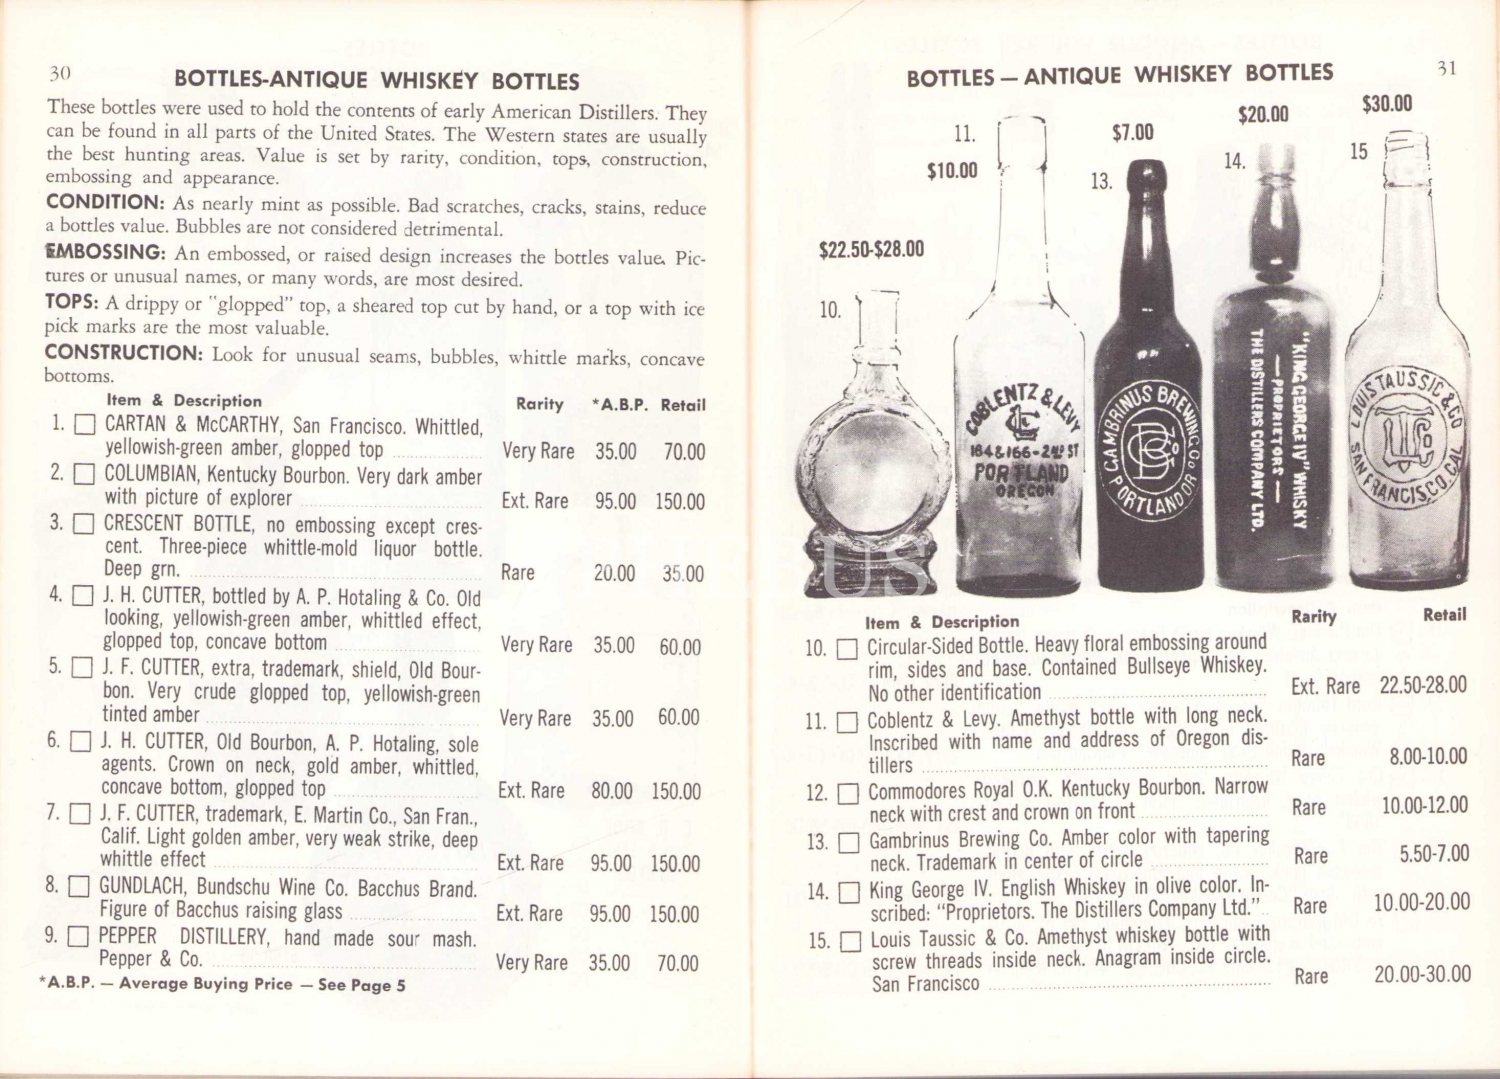 30
BOTTLES-ANTIQUE WHISKEY BOTTLES
These bottles were used to hold the contents of early American Distillers. They
can be found in all parts of the United States. The Western states are usually
the best hunting areas. Value is set by rarity, condition, tops, construction,
embossing and appearance.
CONDITION: As nearly mint as possible. Bad scratches, cracks, stains, reduce
a bottles value. Bubbles are not considered detrimental.
EMBOSSING: An embossed, or raised design increases the bottles value. Pic-
tures or unusual names, or many words, are most desired.
TOPS: A drippy or "glopped" top, a sheared top cut by hand, or a top with ice
pick marks are the most valuable.
CONSTRUCTION: Look for unusual seams, bubbles, whittle marks, concave
bottoms.
Item & Description Rarity *A.B.P. Retail
1. CARTAN & McCARTHY, San Francisco. Whittled,
yellowish-green amber, glopped top Very Rare 35.00 70.00
2. COLUMBIAN, Kentucky Bourbon. Very dark amber
with picture of explorer Ext. Rare 95.00 150.00
3. CRESCENT BOTTLE, no embossing except cres-
cent. Three-piece whittle-mold liquor bottle.
Deep grn. Rare 20.00 35.00
4. J. H. CUTTER, bottled by A. P. Hotaling & Co. Old
looking, yellowish-green amber, whittled effect,
glopped top, concave bottom Very Rare 35.00 60.00
5. J. F. CUTTER, extra, trademark, shield, Old Bour-
bon. Very crude glopped top, yellowish-green
tinted amber Very Rare 35.00 60.00
6. J. H. CUTTER, Old Bourbon, A. P. Hotaling, sole
agents. Crown on neck, gold amber, whittled,
concave bottom, glopped top Ext. Rare 80.00 150.00
7. J. F. CUTTER, trademark, E. Martin Co., San Fran.,
Calif. Light golden amber, very weak strike, deep
whittle effect Ext. Rare 95.00 150.00
8. GUNDLACH, Bundschu Wine Co. Bacchus Brand.
Figure of Bacchus raising glass Ext. Rare 95.00 150.00
9. PEPPER DISTILLERY, hand made sour mash.
Pepper & Co. Very Rare 35.00 70.00
*A.B.P. — Average Buying Price — See Page 5
BOTTLES — ANTIQUE WHISKEY BOTTLES
31
$30.00
$20.00
$7.00
11.
15
14.
$10.00
13.
$22.50-$28.00
10.
COBLENTZ & LEVY
164&166-2ND ST
PORTLAND
OREGON
GAMBRINUS BREWING CO.
PORTLAND OR.
"KING GEORGE IV" WHISKY
— PROPRIETORS —
THE DISTILLERS COMPANY LTD.
LOUIS TAUSSIG & CO
SAN FRANCISCO. CAL
US
Item & Description Rarity Retail
10. Circular-Sided Bottle. Heavy floral embossing around
rim, sides and base. Contained Bullseye Whiskey.
No other identification Ext. Rare 22.50-28.00
11. Coblentz & Levy. Amethyst bottle with long neck.
Inscribed with name and address of Oregon dis-
tillers Rare 8.00-10.00
12. Commodores Royal O.K. Kentucky Bourbon. Narrow
neck with crest and crown on front Rare 10.00-12.00
13. Gambrinus Brewing Co. Amber color with tapering
neck. Trademark in center of circle Rare 5.50-7.00
14. King George IV. English Whiskey in olive color. In-
scribed: "Proprietors. The Distillers Company Ltd." Rare 10.00-20.00
15. Louis Taussic & Co. Amethyst whiskey bottle with
screw threads inside neck. Anagram inside circle.
San Francisco Rare 20.00-30.00